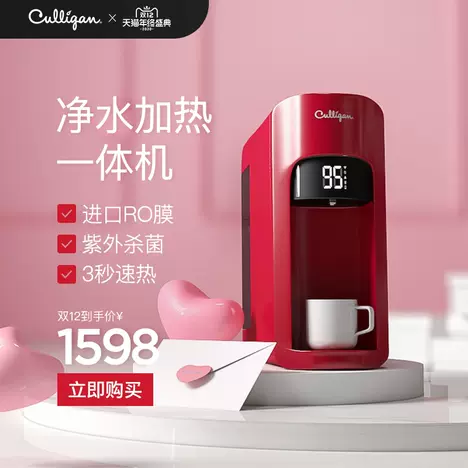 Culligan. × 双12
天猫年终盛典
2020
净水加热
一体机
进口RO膜
紫外杀菌
3秒速热
双12到手价¥
1598
立即购买
Culligan.
95